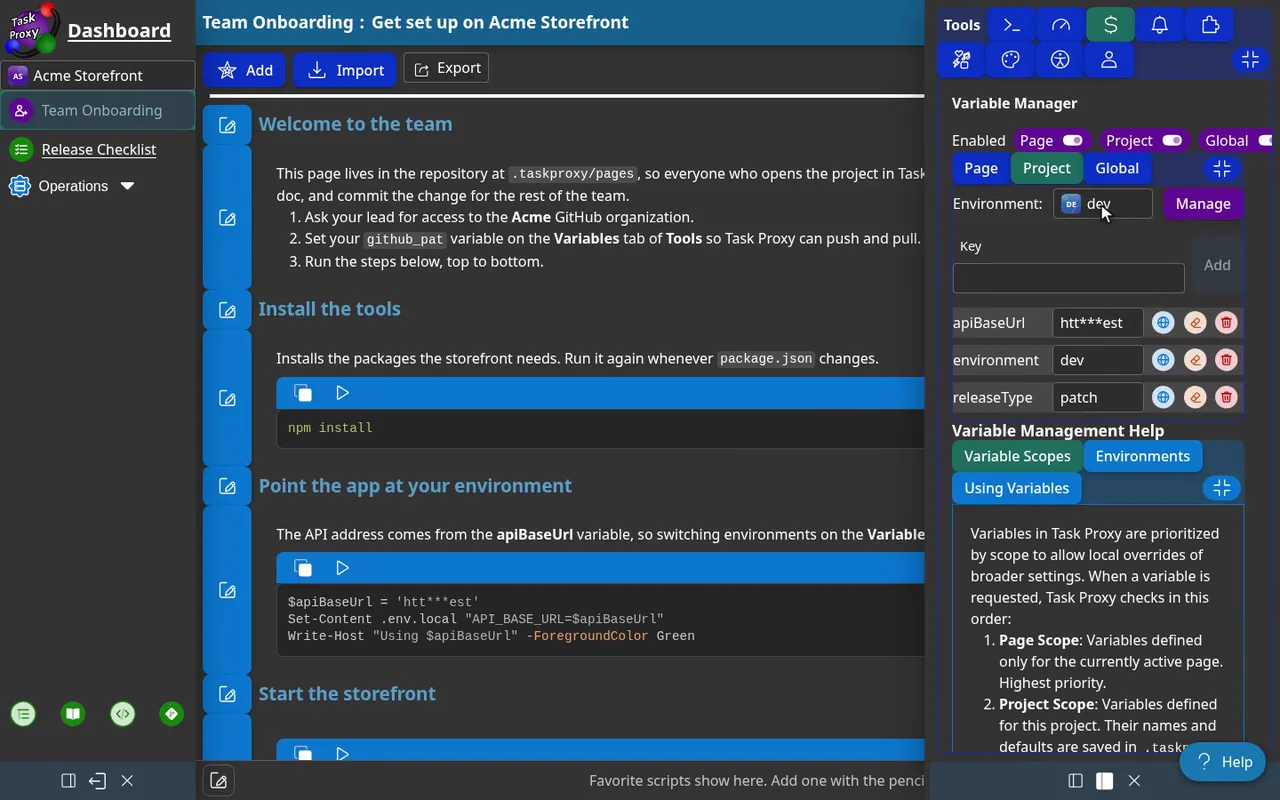 Task
Proxy
Dashboard
AS Acme Storefront
Team Onboarding
Release Checklist
Operations
Team Onboarding : Get set up on Acme Storefront
Add Import Export
Welcome to the team
This page lives in the repository at .taskproxy/pages, so everyone who opens the project in Task
doc, and commit the change for the rest of the team.
1. Ask your lead for access to the Acme GitHub organization.
2. Set your github_pat variable on the Variables tab of Tools so Task Proxy can push and pull.
3. Run the steps below, top to bottom.
Install the tools
Installs the packages the storefront needs. Run it again whenever package.json changes.
npm install
Point the app at your environment
The API address comes from the apiBaseUrl variable, so switching environments on the Variable
$apiBaseUrl = 'htt***est'
Set-Content .env.local "API_BASE_URL=$apiBaseUrl"
Write-Host "Using $apiBaseUrl" -ForegroundColor Green
Start the storefront
Favorite scripts show here. Add one with the penci
Tools
Variable Manager
Enabled Page Project Global
Page Project Global
Environment: DE dev Manage
Key
Add
apiBaseUrl htt***est
environment dev
releaseType patch
Variable Management Help
Variable Scopes Environments
Using Variables
Variables in Task Proxy are prioritized
by scope to allow local overrides of
broader settings. When a variable is
requested, Task Proxy checks in this
order:
1. Page Scope: Variables defined
only for the currently active page.
Highest priority.
2. Project Scope: Variables defined
for this project. Their names and
defaults are saved in .taskp
? Help